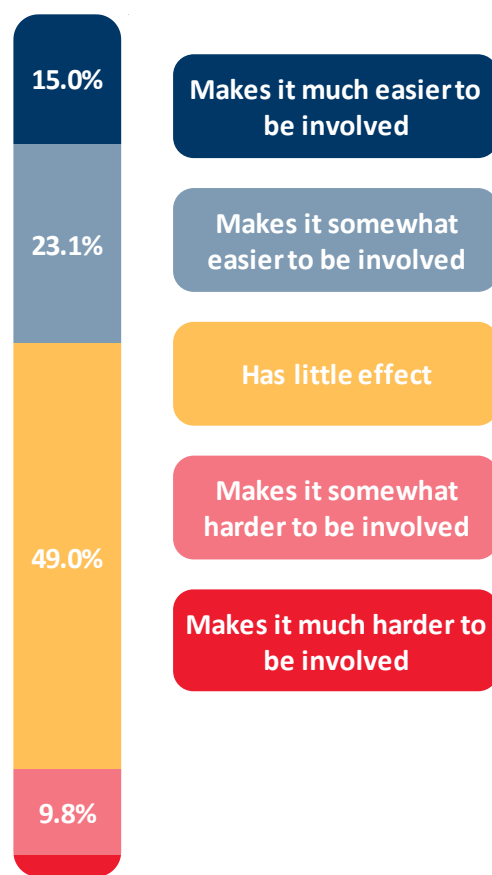 15.0%
Makes it much easier to
be involved
23.1%
Makes it somewhat
easier to be involved
Has little effect
49.0%
Makes it somewhat
harder to be involved
Makes it much harder to
be involved
9.8%